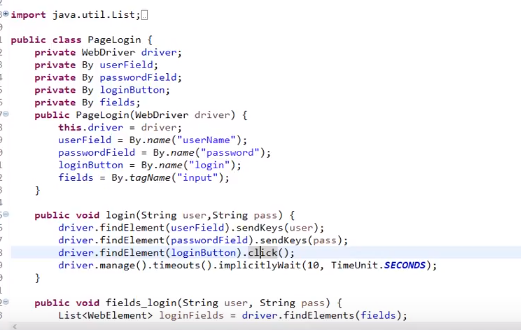 import java.util.List;
public class PageLogin {
private WebDriver driver;
private By userField;
private By passwordField;
private By loginButton;
private By fields;
public PageLogin(WebDriver driver) {
this.driver = driver;
userField = By.name("userName");
passwordField = By.name("password");
loginButton = By.name("login");
fields = By.tagName("input");
}
public void login(String user,String pass) {
driver.findElement(userField).sendKeys(user);
driver.findElement(passwordField).sendKeys(pass);
driver.findElement(loginButton).click();
driver.manage().timeouts().implicitlyWait(10, TimeUnit.SECONDS);
}
public void fields_login(String user, String pass) {
List<WebElement> loginFields = driver.findElements(fields);